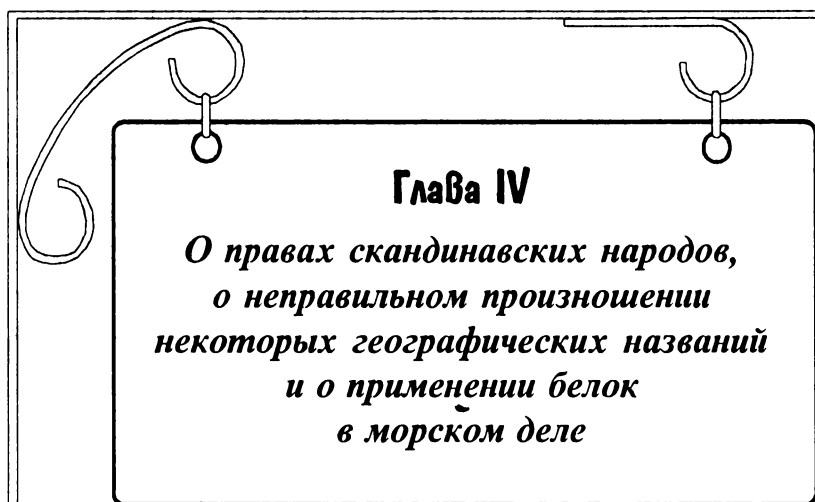 Глава IV
О правах скандинавских народов,
о неправильном произношении
некоторых географических названий
и о применении белок
в морском деле